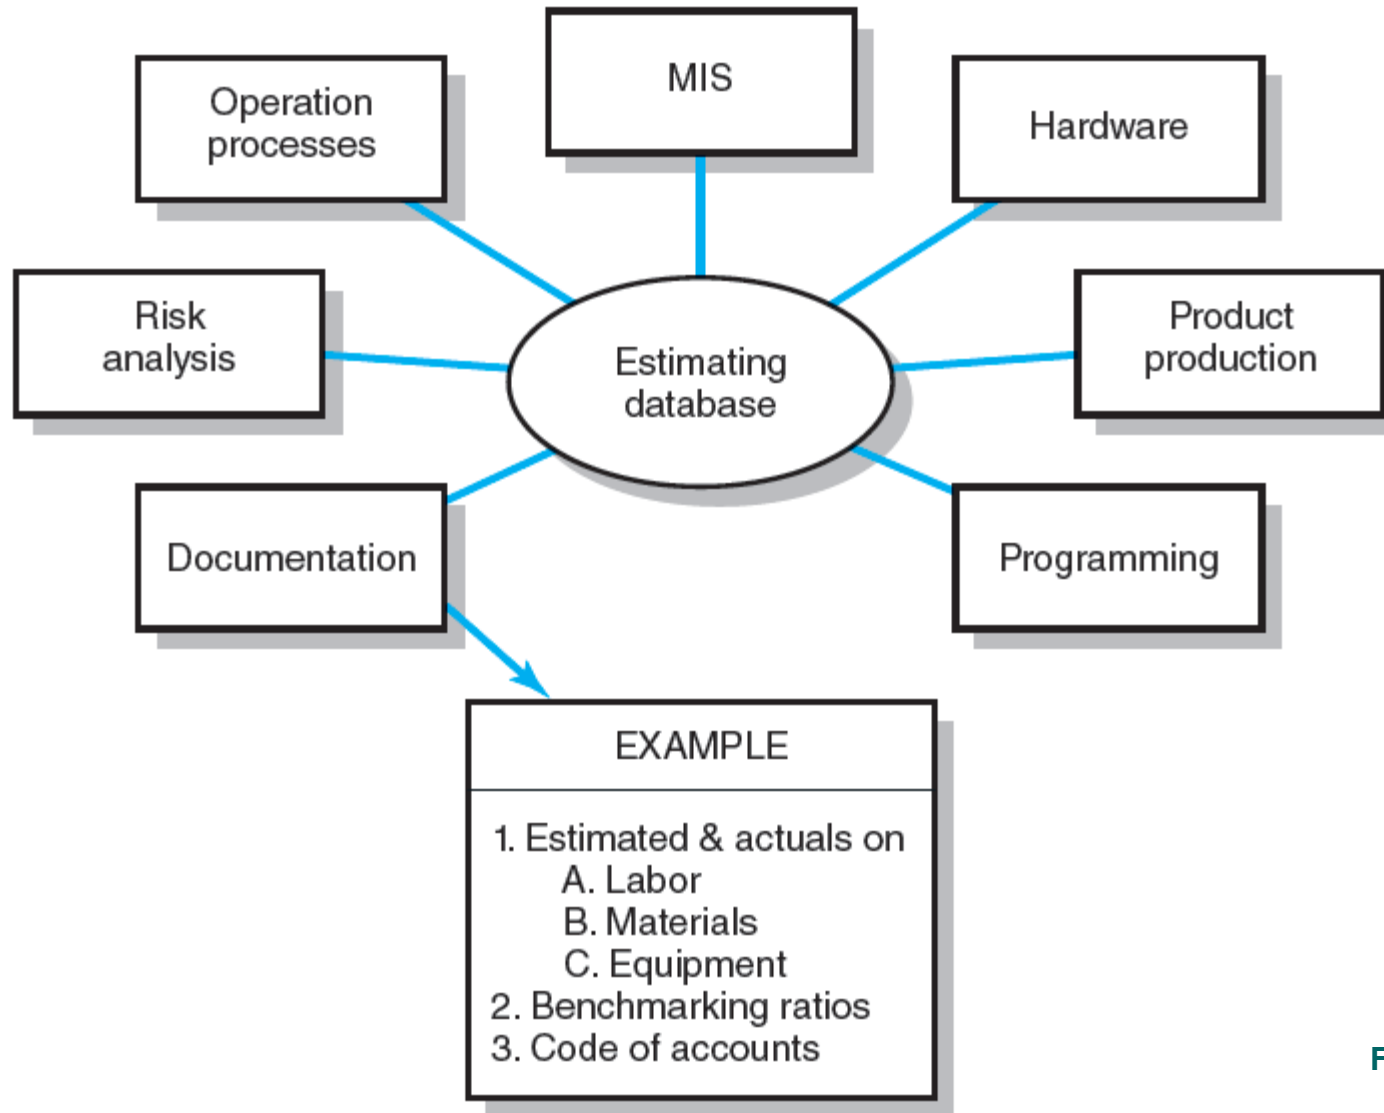 MIS
Operation
processes
Hardware
Risk
analysis
Estimating
database
Product
production
Documentation
Programming
EXAMPLE
1. Estimated & actuals on
A. Labor
B. Materials
C. Equipment
2. Benchmarking ratios
3. Code of accounts
F